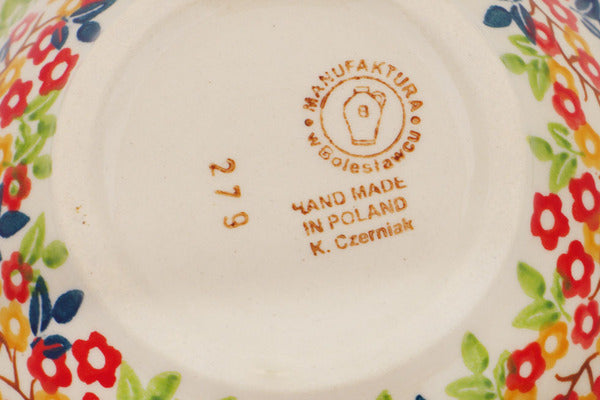 MANUFAKTURA
w Bolesławcu
B
279
HAND MADE
IN POLAND
K. Czerniak